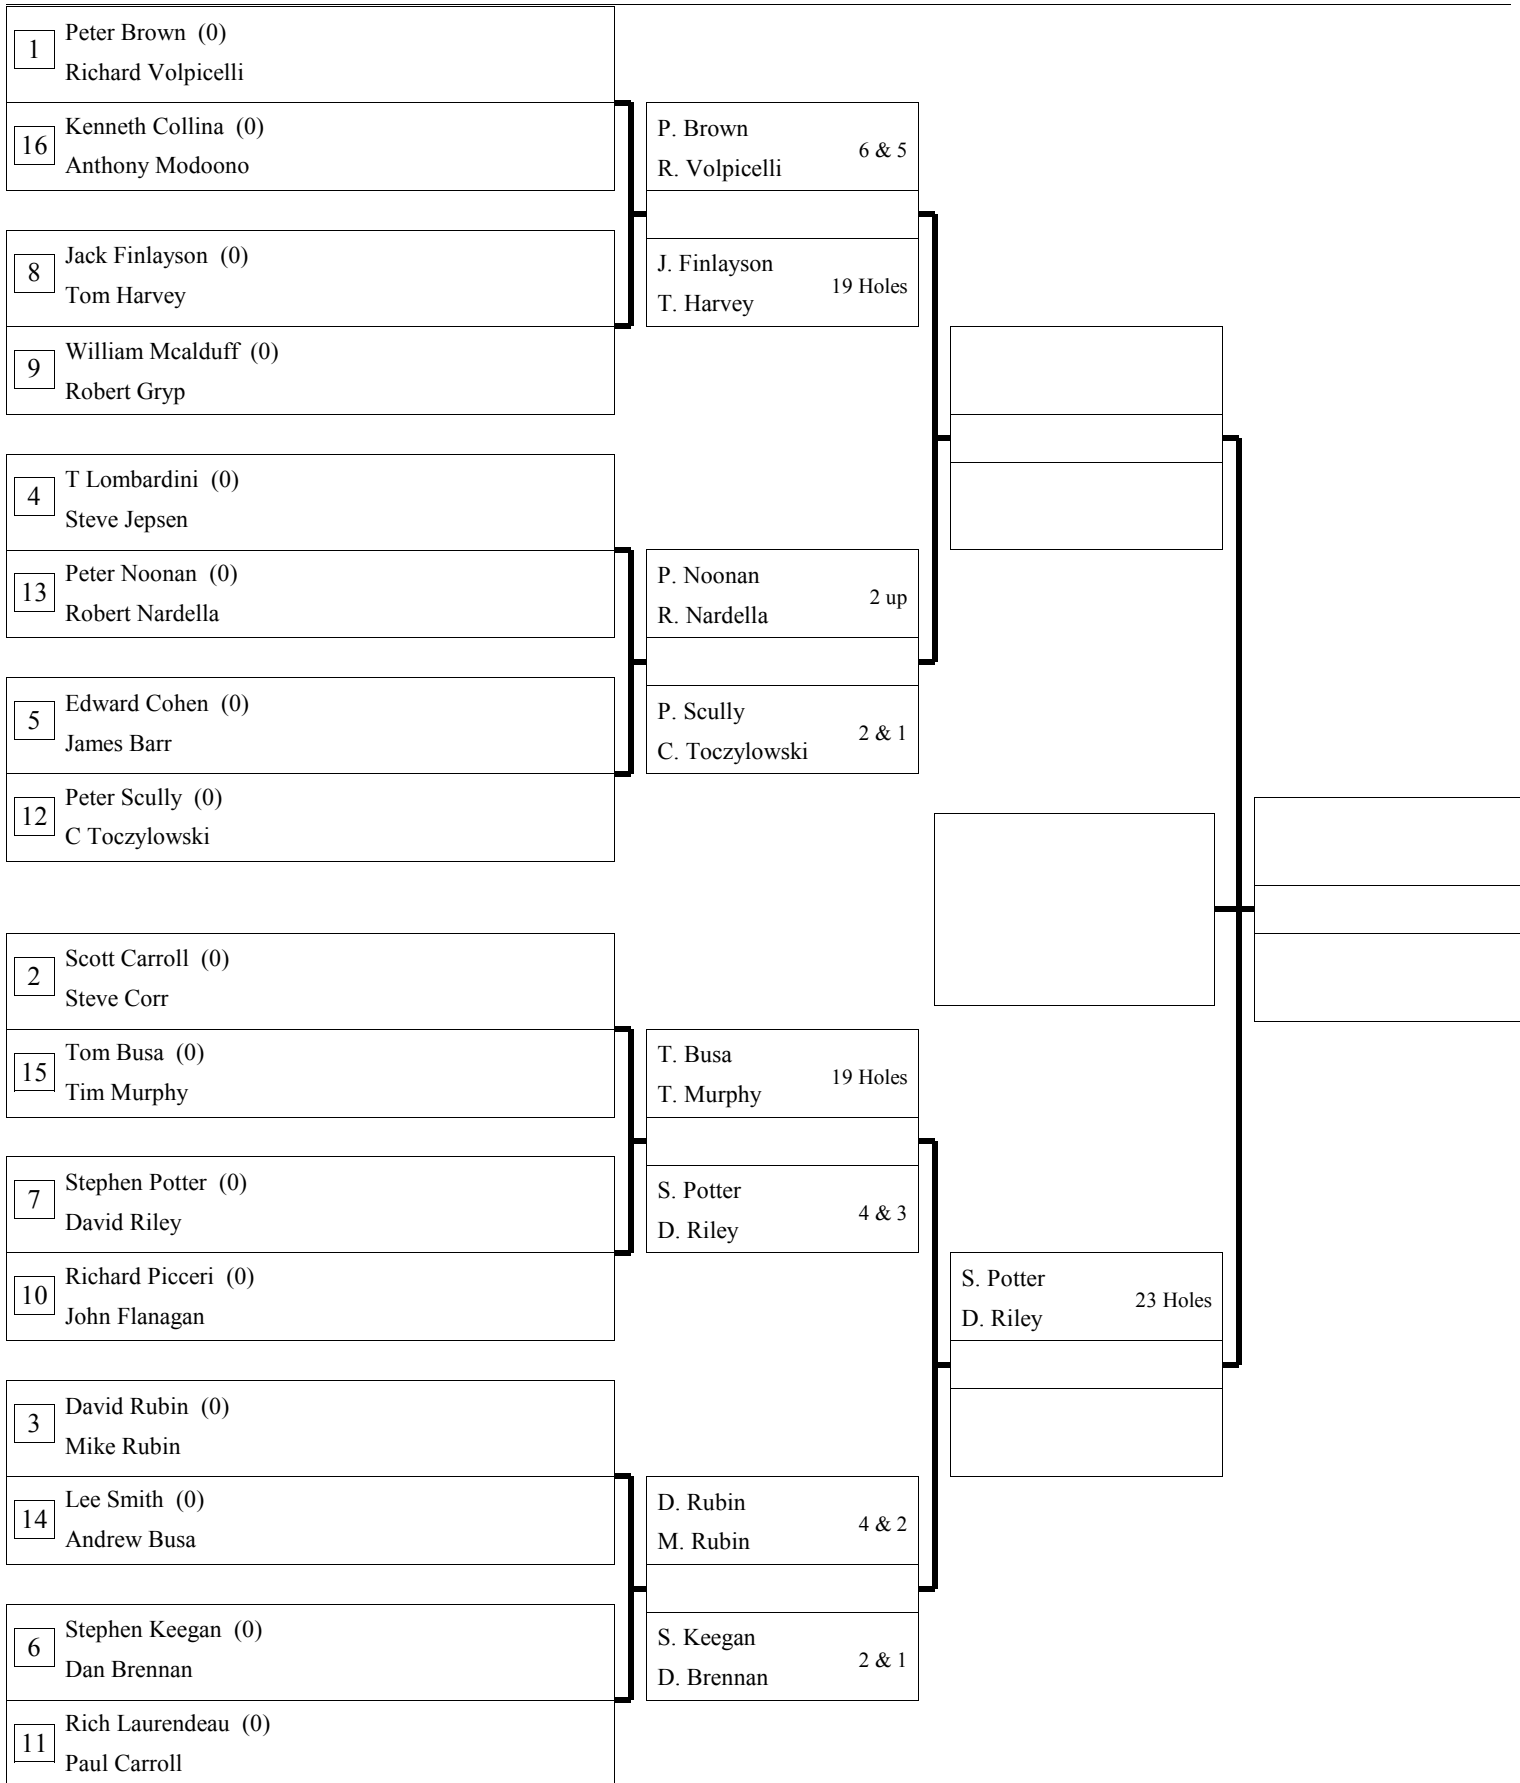 1
Peter Brown (0)
Richard Volpicelli
16
Kenneth Collina (0)
Anthony Modoono
8
Jack Finlayson (0)
Tom Harvey
9
William Mcalduff (0)
Robert Gryp
4
T Lombardini (0)
Steve Jepsen
13
Peter Noonan (0)
Robert Nardella
5
Edward Cohen (0)
James Barr
12
Peter Scully (0)
C Toczylowski
2
Scott Carroll (0)
Steve Corr
15
Tom Busa (0)
Tim Murphy
7
Stephen Potter (0)
David Riley
10
Richard Picceri (0)
John Flanagan
3
David Rubin (0)
Mike Rubin
14
Lee Smith (0)
Andrew Busa
6
Stephen Keegan (0)
Dan Brennan
11
Rich Laurendeau (0)
Paul Carroll
P. Brown
R. Volpicelli
6 & 5
J. Finlayson
T. Harvey
19 Holes
P. Noonan
R. Nardella
2 up
P. Scully
C. Toczylowski
2 & 1
T. Busa
T. Murphy
19 Holes
S. Potter
D. Riley
4 & 3
D. Rubin
M. Rubin
4 & 2
S. Keegan
D. Brennan
2 & 1
S. Potter
D. Riley
23 Holes